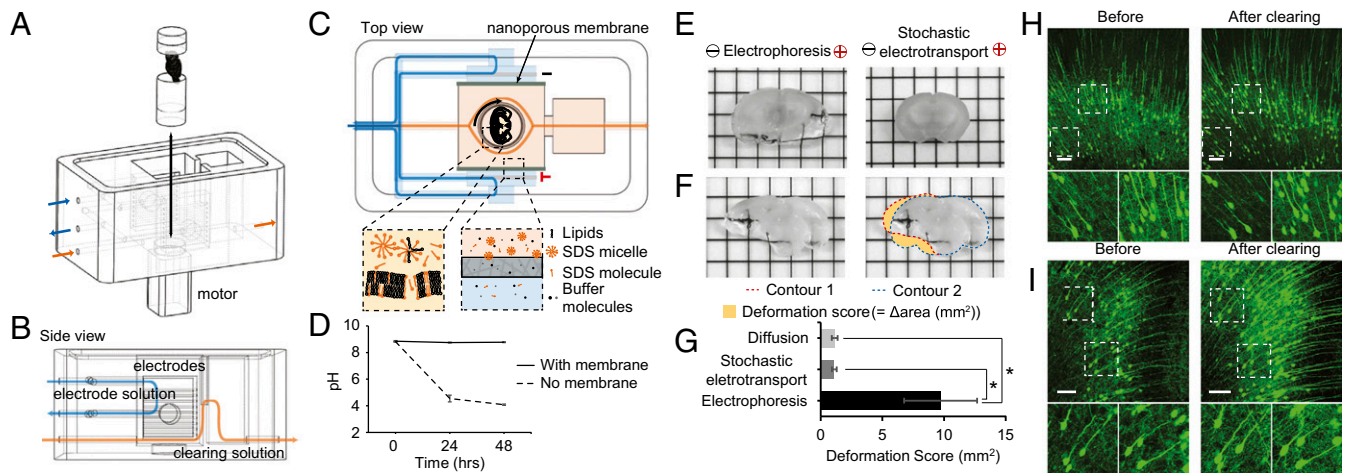 A
motor
B
Side view
electrodes
electrode solution
clearing solution
C
Top view
nanoporous membrane
Lipids
SDS micelle
SDS molecule
Buffer
molecules
D
pH
10
8
6
4
2
0
24
48
Time (hrs)
With membrane
No membrane
E
Electrophoresis
Stochastic
electrotransport
F
Contour 1
Contour 2
Deformation score (= Δarea (mm²))
G
Diffusion
Stochastic
eletrotransport
Electrophoresis
*
*
0
5
10
15
Deformation Score (mm²)
H
Before
After clearing
I
Before
After clearing